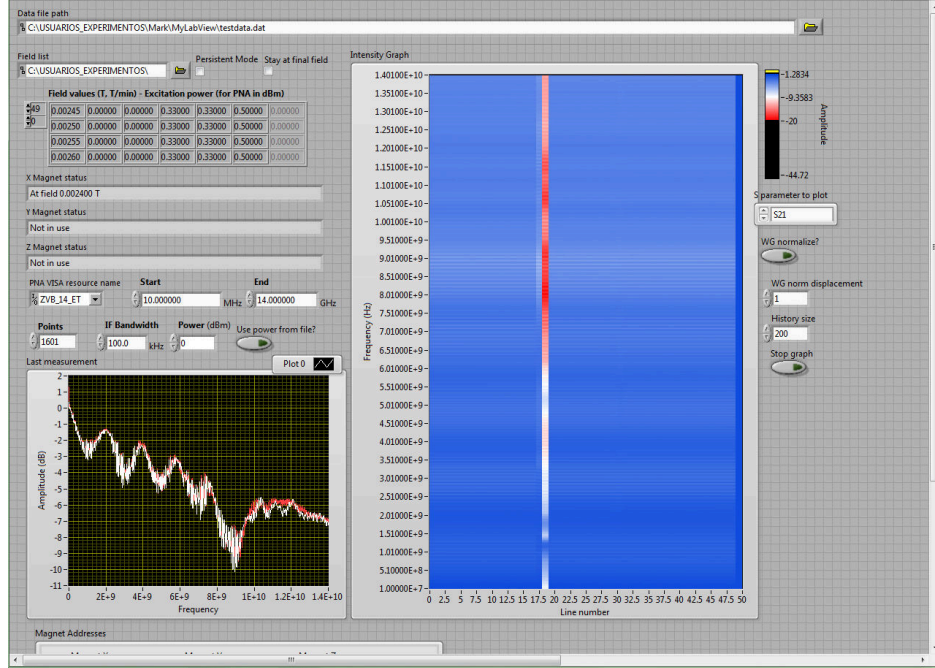 Data file path
C:\USUARIOS_EXPERIMENTOS\Mark\MyLabView\testdata.dat
Field list
Persistent Mode Stay at final field
C:\USUARIOS_EXPERIMENTOS\
Field values (T, T/min) - Excitation power (for PNA in dBm)
49 0.00245 0.00000 0.00000 0.33000 0.33000 0.50000 0.00000
0 0.00250 0.00000 0.00000 0.33000 0.33000 0.50000 0.00000
0.00255 0.00000 0.00000 0.33000 0.33000 0.50000 0.00000
0.00260 0.00000 0.00000 0.33000 0.33000 0.50000 0.00000
X Magnet status
At field 0.002400 T
Y Magnet status
Not in use
Z Magnet status
Not in use
PNA VISA resource name Start End
ZVB_14_ET 10.000000 MHz 14.000000 GHz
Points IF Bandwidth Power (dBm) Use power from file?
1601 100.0 kHz 0
Last measurement
Plot 0
2
1
0
-1
-2
-3
-4
-5
-6
-7
-8
-9
-10
-11
Amplitude (dB)
0 2E+9 4E+9 6E+9 8E+9 1E+10 1.2E+10 1.4E+10
Frequency
Intensity Graph
1.40100E+10
1.35100E+10
1.30100E+10
1.25100E+10
1.20100E+10
1.15100E+10
1.10100E+10
1.05100E+10
1.00100E+10
9.51000E+9
9.01000E+9
8.51000E+9
8.01000E+9
7.51000E+9
7.01000E+9
6.51000E+9
6.01000E+9
5.51000E+9
5.01000E+9
4.51000E+9
4.01000E+9
3.51000E+9
3.01000E+9
2.51000E+9
2.01000E+9
1.51000E+9
1.01000E+9
5.10000E+8
1.00000E+7
Frequency (Hz)
0 2.5 5 7.5 10 12.5 15 17.5 20 22.5 25 27.5 30 32.5 35 37.5 40 42.5 45 47.5 50
Line number
-1.2834
-9.3583
-20
-44.72
Amplitude
S parameter to plot
S21
WG normalize?
WG norm displacement
1
History size
200
Stop graph
Magnet Addresses